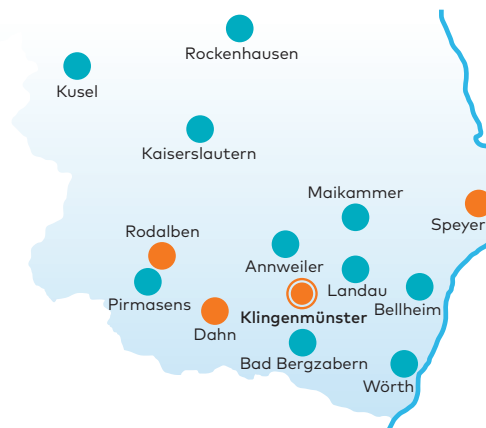 Rockenhausen
Kusel
Kaiserslautern
Maikammer
Speyer
Rodalben
Annweiler
Landau
Pirmasens
Bellheim
Klingenmünster
Dahn
Bad Bergzabern
Wörth